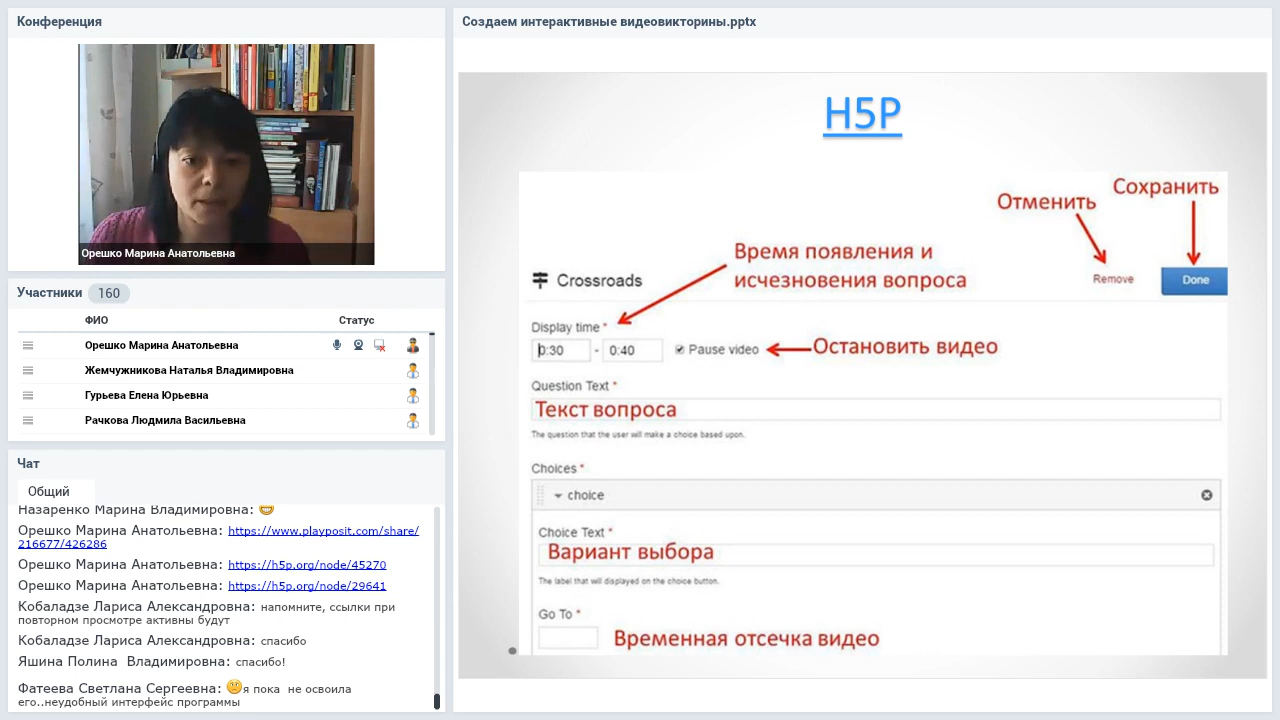 Конференция
Орешко Марина Анатольевна
Участники 160
ФИО Статус
Орешко Марина Анатольевна
Жемчужникова Наталья Владимировна
Гурьева Елена Юрьевна
Рачкова Людмила Васильевна
Чат
Общий
Назаренко Марина Владимировна:
Орешко Марина Анатольевна: https://www.playposit.com/share/
216677/426286
Орешко Марина Анатольевна: https://h5p.org/node/45270
Орешко Марина Анатольевна: https://h5p.org/node/29641
Кобаладзе Лариса Александровна: напомните, ссылки при
повторном просмотре активны будут
Кобаладзе Лариса Александровна: спасибо
Яшина Полина Владимировна: спасибо!
Фатеева Светлана Сергеевна: я пока не освоила
его..неудобный интерфейс программы
Создаем интерактивные видеовикторины.pptx
H5P
Сохранить
Отменить
Время появления и
исчезновения вопроса
Crossroads
Remove
Done
Display time *
0:30 - 0:40 Pause video
Остановить видео
Question Text *
Текст вопроса
The question that the user will make a choice based upon.
Choices *
choice
Choice Text *
Вариант выбора
The label that will displayed on the choice button.
Go To *
Временная отсечка видео